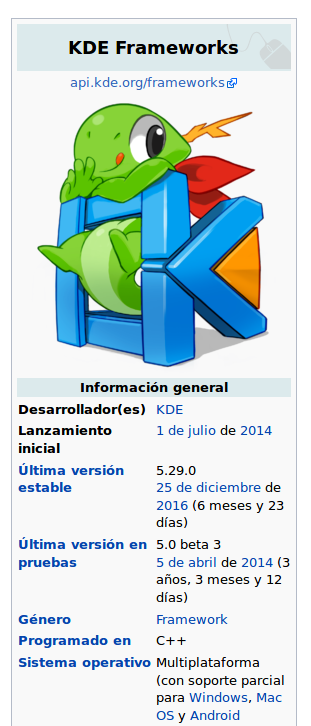 KDE Frameworks
api.kde.org/frameworks
Información general
Desarrollador(es) KDE
Lanzamiento 1 de julio de 2014
inicial
Última versión 5.29.0
estable 25 de diciembre de
2016 (6 meses y 23
días)
Última versión en 5.0 beta 3
pruebas 5 de abril de 2014 (3
años, 3 meses y 12
días)
Género Framework
Programado en C++
Sistema operativo Multiplataforma
(con soporte parcial
para Windows, Mac
OS y Android